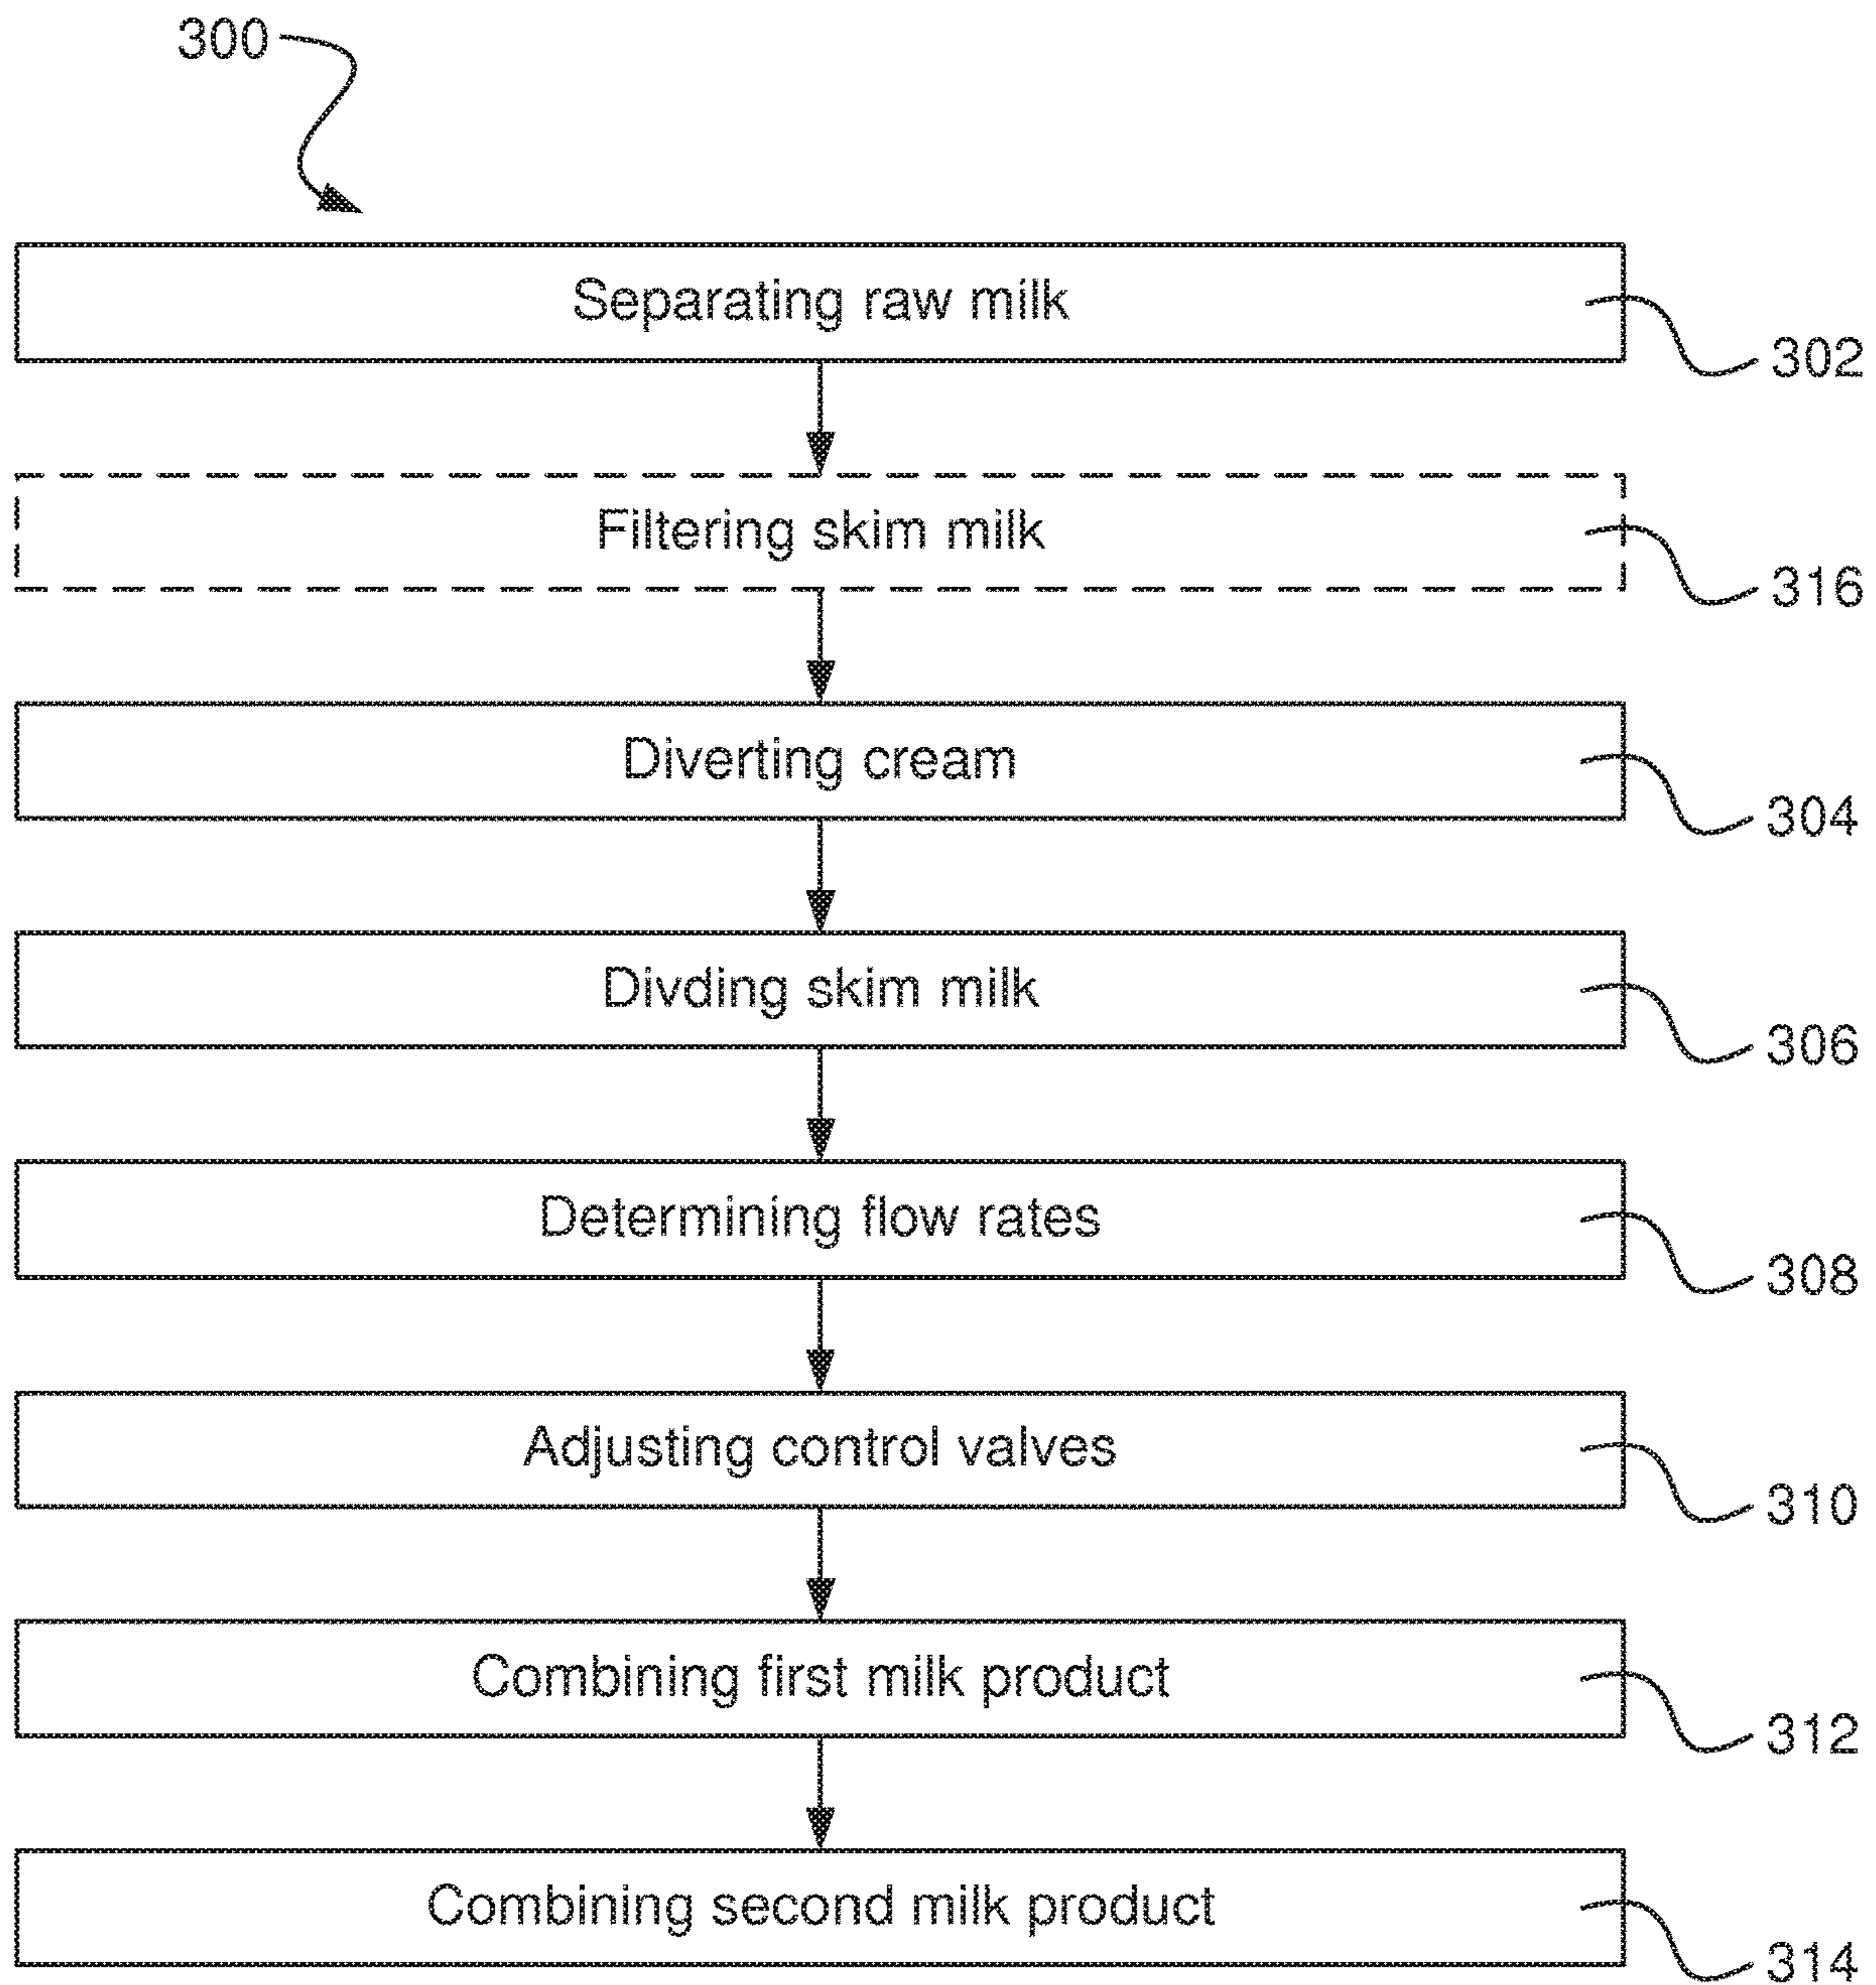 300
Separating raw milk
302
Filtering skim milk
316
Diverting cream
304
Divding skim milk
306
Determining flow rates
308
Adjusting control valves
310
Combining first milk product
312
Combining second milk product
314